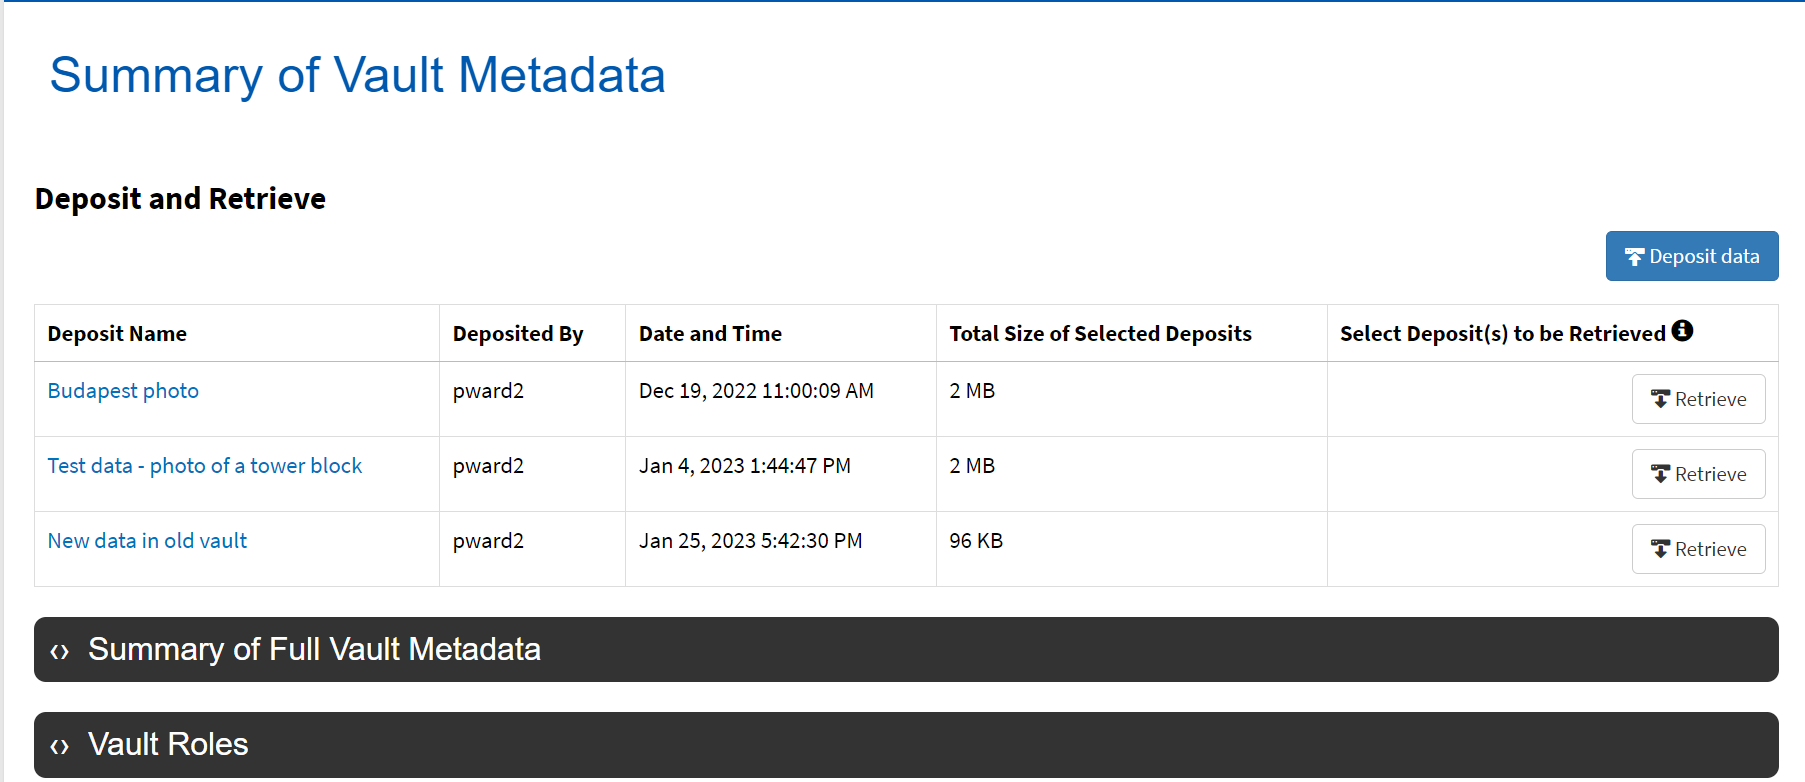 Summary of Vault Metadata
Deposit and Retrieve
Deposit data
Deposit Name Deposited By Date and Time Total Size of Selected Deposits Select Deposit(s) to be Retrieved
Budapest photo pward2 Dec 19, 2022 11:00:09 AM 2 MB Retrieve
Test data - photo of a tower block pward2 Jan 4, 2023 1:44:47 PM 2 MB Retrieve
New data in old vault pward2 Jan 25, 2023 5:42:30 PM 96 KB Retrieve
Summary of Full Vault Metadata
Vault Roles